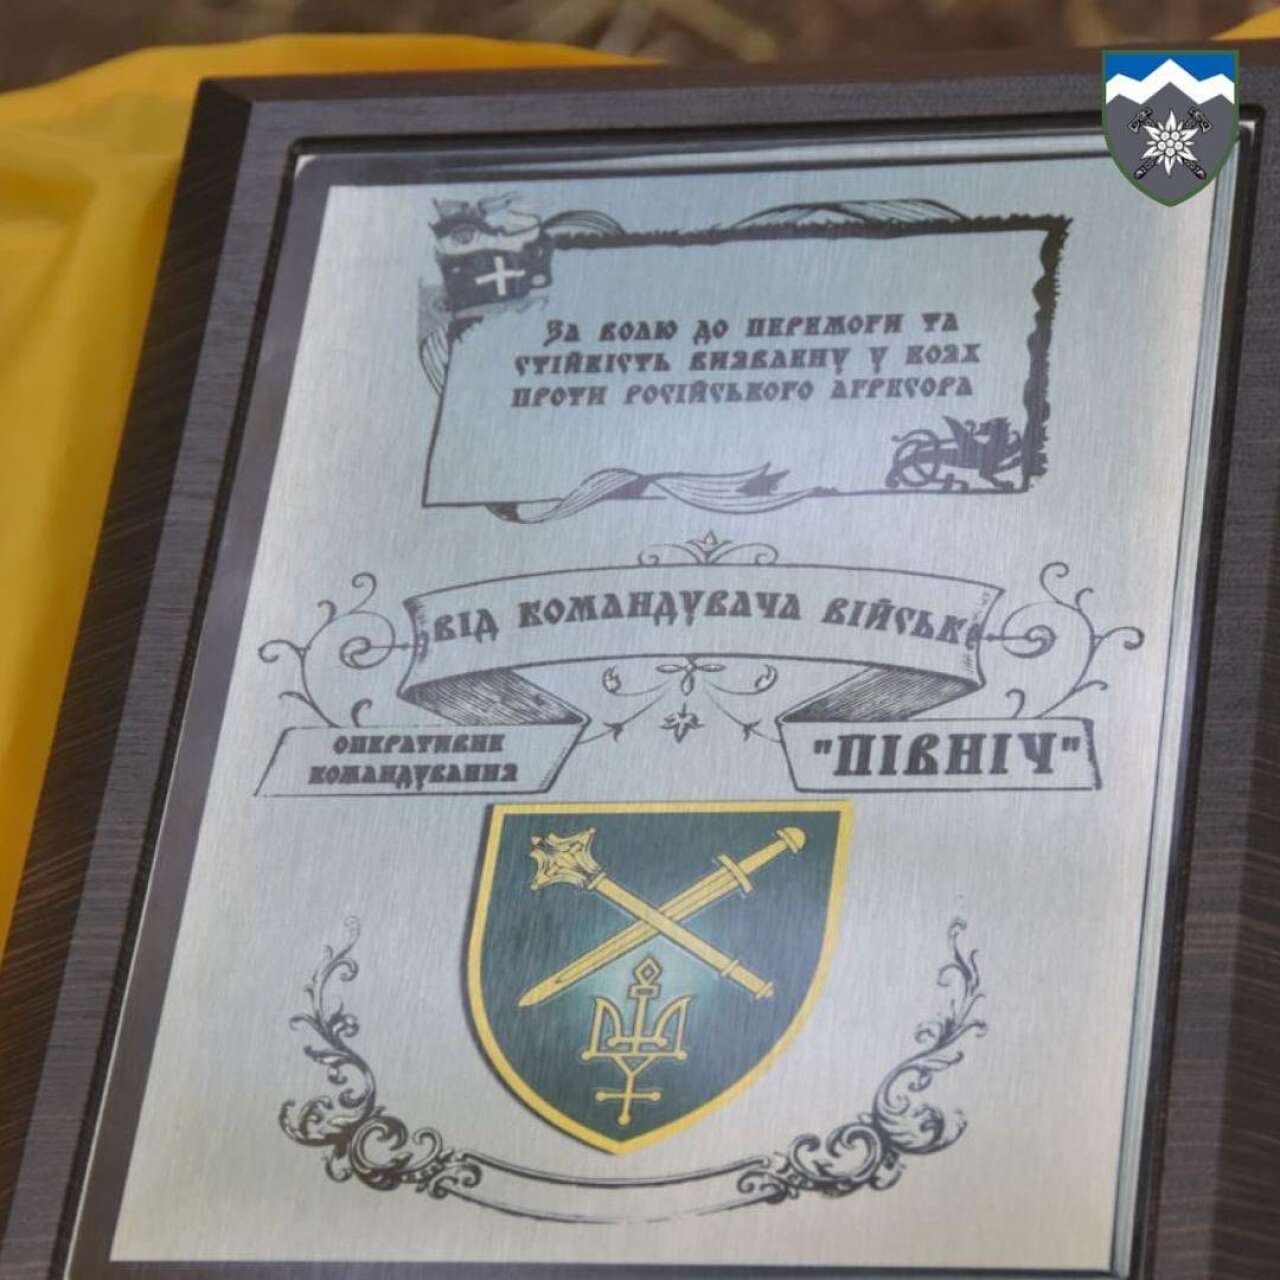 За волю до перемоги та
стійкість виявлену у боях
проти російського агресора
від командувача військ
оперативне
командування
"ПІВНІЧ"